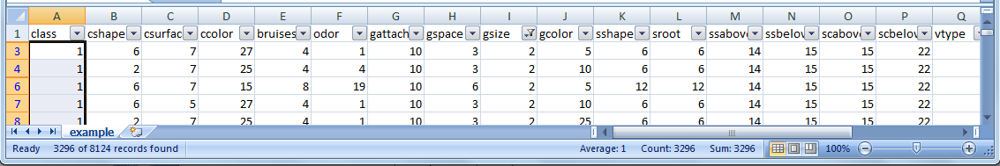 A B C D E F G H I J K L M N O P Q
1 class cshape csurfac ccolor bruises odor gattach gspace gsize gcolor sshape sroot ssabove ssbelow scabove scbelow vtype
3 1 6 7 27 4 1 10 3 2 5 6 6 14 15 15 22
4 1 2 7 25 4 4 10 3 2 10 6 6 14 15 15 22
6 1 6 7 15 8 19 10 6 2 5 12 12 14 15 15 22
7 1 6 5 27 4 1 10 3 2 10 6 6 14 15 15 22
8 1 2 7 25 4 1 10 3 2 25 6 6 14 15 15 22
example
Ready 3296 of 8124 records found Average: 1 Count: 3296 Sum: 3296 100%